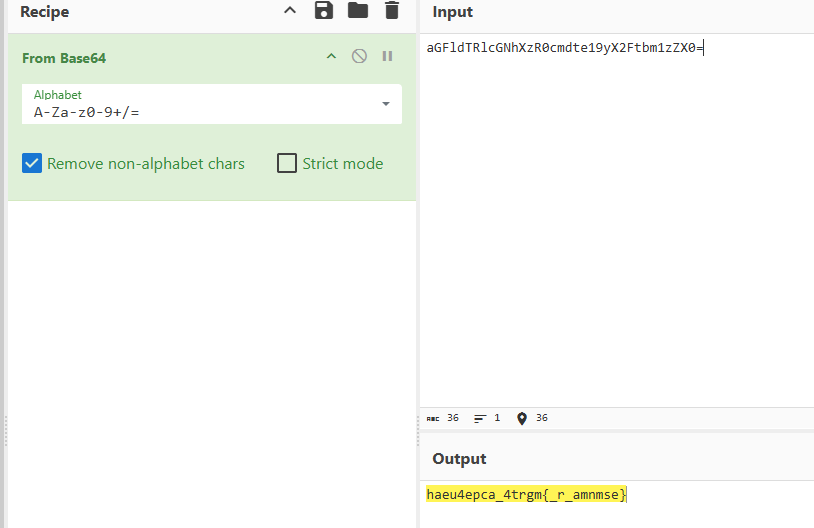 Recipe
From Base64
Alphabet
A-Za-z0-9+/=
Remove non-alphabet chars
Strict mode
Input
aGFldTRlcGNhXzR0cmdte19yX2Ftbm1zZX0=
ABC 36 1 36
Output
haeu4epca_4trgm{_r_amnmse}